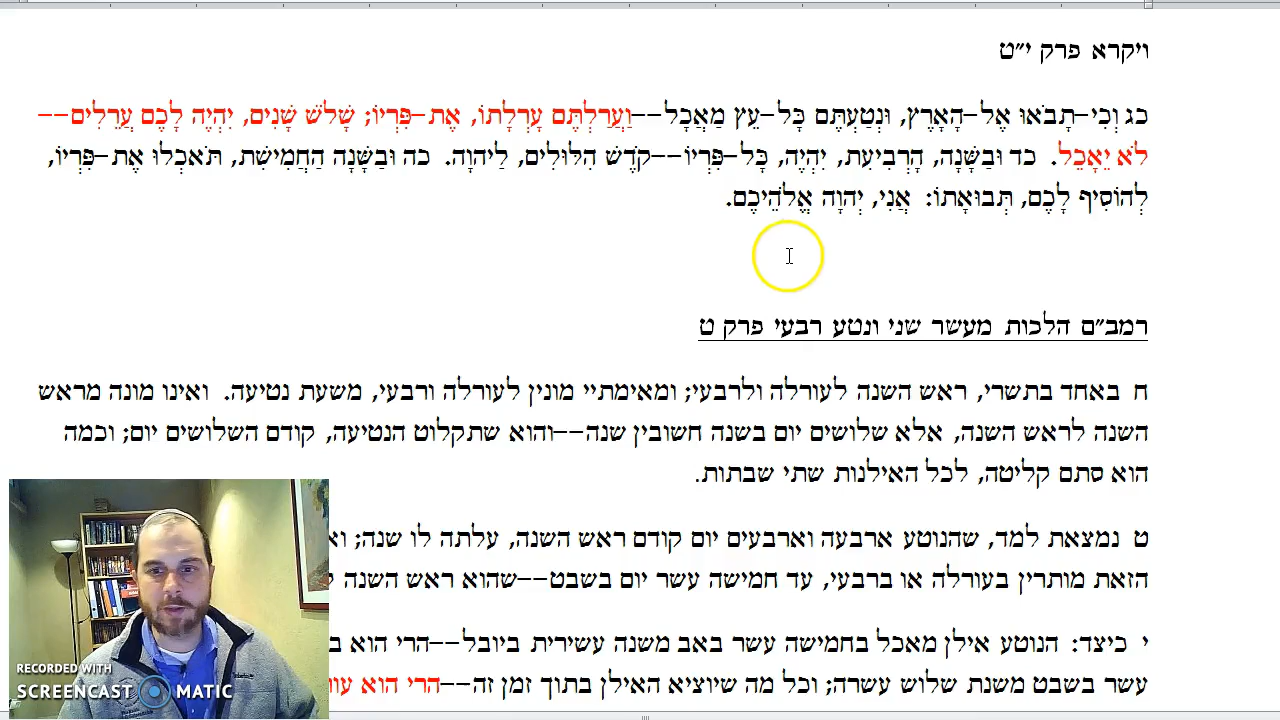 ויקרא פרק י״ט
כג וְכִי-תָבֹאוּ אֶל-הָאָרֶץ, וּנְטַעְתֶּם כָּל-עֵץ מַאֲכָל--וַעֲרַלְתֶּם עָרְלָתוֹ, אֶת-פִּרְיוֹ; שָׁלֹשׁ שָׁנִים, יִהְיֶה לָכֶם עֲרֵלִים--
לֹא יֵאָכֵל. כד וּבַשָּׁנָה, הָרְבִיעִת, יִהְיֶה, כָּל-פִּרְיוֹ--קֹדֶשׁ הִלּוּלִים, לַיהוָה. כה וּבַשָּׁנָה הַחֲמִישִׁת, תֹּאכְלוּ אֶת-פִּרְיוֹ,
לְהוֹסִיף לָכֶם, תְּבוּאָתוֹ: אֲנִי, יְהוָה אֱלֹהֵיכֶם.
רמב״ם הלכות מעשר שני ונטע רבעי פרק ט
ח באחד בתשרי, ראש השנה לעורלה ולרבעי; ומאימתיי מונין לעורלה ורבעי, משעת נטיעה. ואינו מונה מראש
השנה לראש השנה, אלא שלושים יום בשנה חשובין שנה--והוא שתקלוט הנטיעה, קודם השלושים יום; וכמה
הוא סתם קליטה, לכל האילנות שתי שבתות.
ט נמצאת למד, שהנוטע ארבעה וארבעים יום קודם ראש השנה, עלתה לו שנה;
הזאת מותרין בעורלה או ברבעי, עד חמישה עשר יום בשבט--שהוא ראש השנה
י כיצד: הנוטע אילן מאכל בחמישה עשר באב משנה עשירית ביובל--הרי הוא
עשר בשבט משנת שלוש עשרה; וכל מה שיוציא האילן בתוך זמן זה--הרי הוא
RECORDED WITH
SCREENCAST MATIC